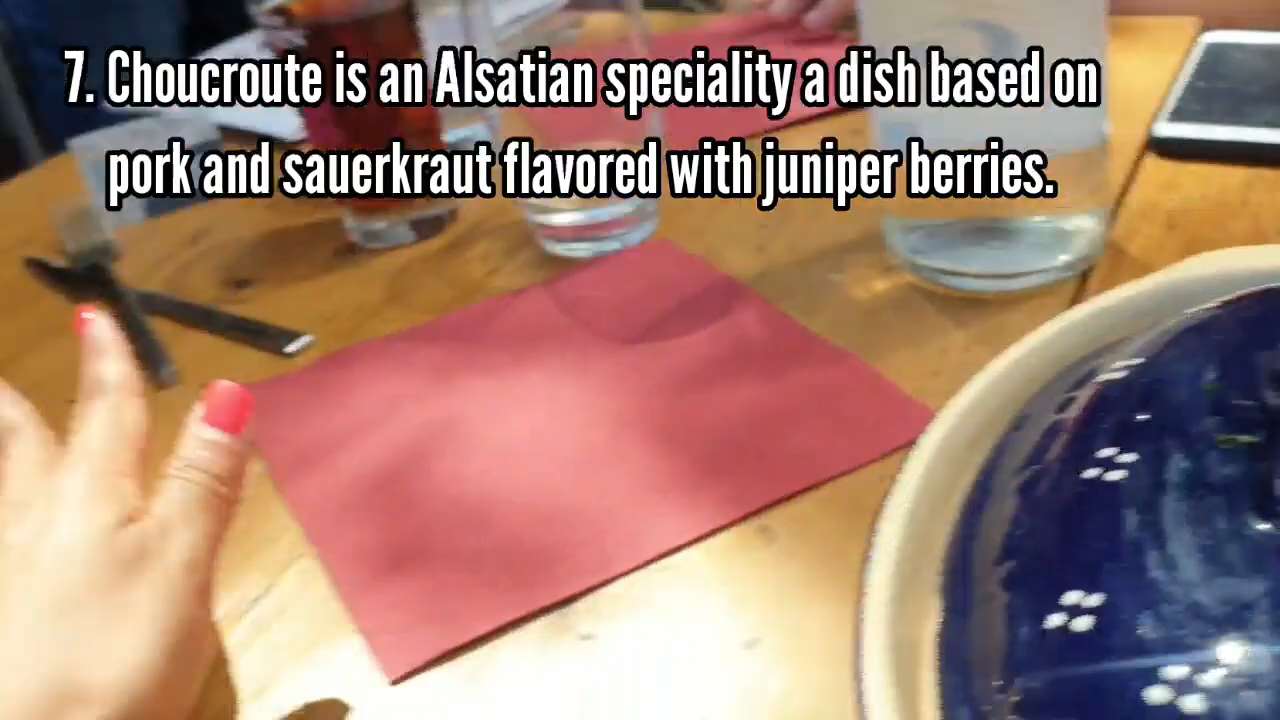 7. Choucroute is an Alsatian speciality a dish based on
pork and sauerkraut flavored with juniper berries.